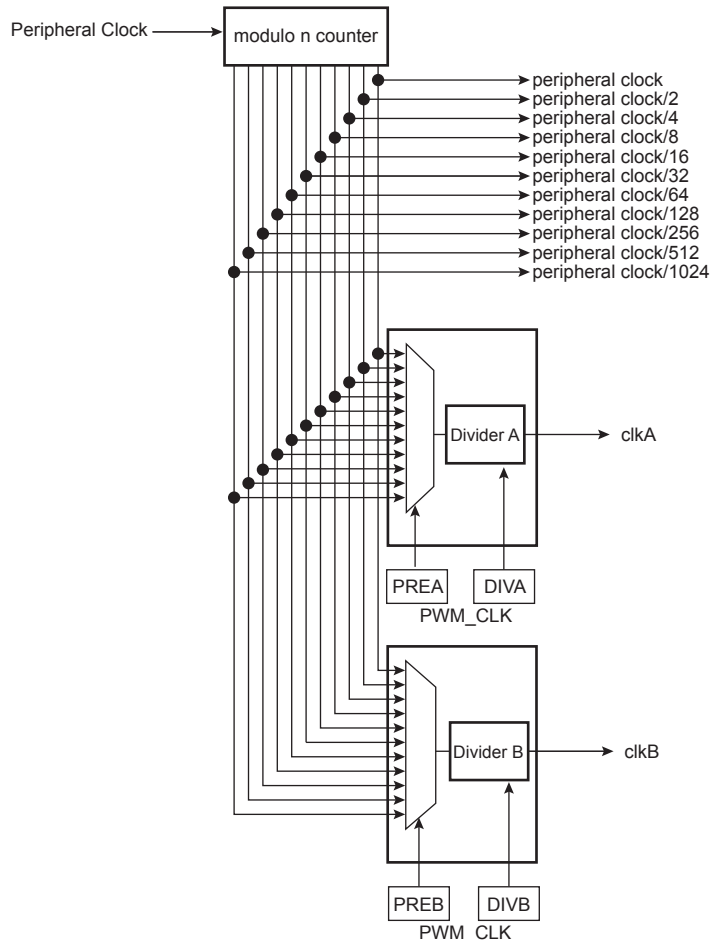 Peripheral Clock
modulo n counter
peripheral clock
peripheral clock/2
peripheral clock/4
peripheral clock/8
peripheral clock/16
peripheral clock/32
peripheral clock/64
peripheral clock/128
peripheral clock/256
peripheral clock/512
peripheral clock/1024
Divider A
clkA
PREA
DIVA
PWM_CLK
Divider B
clkB
PREB
DIVB
PWM_CLK